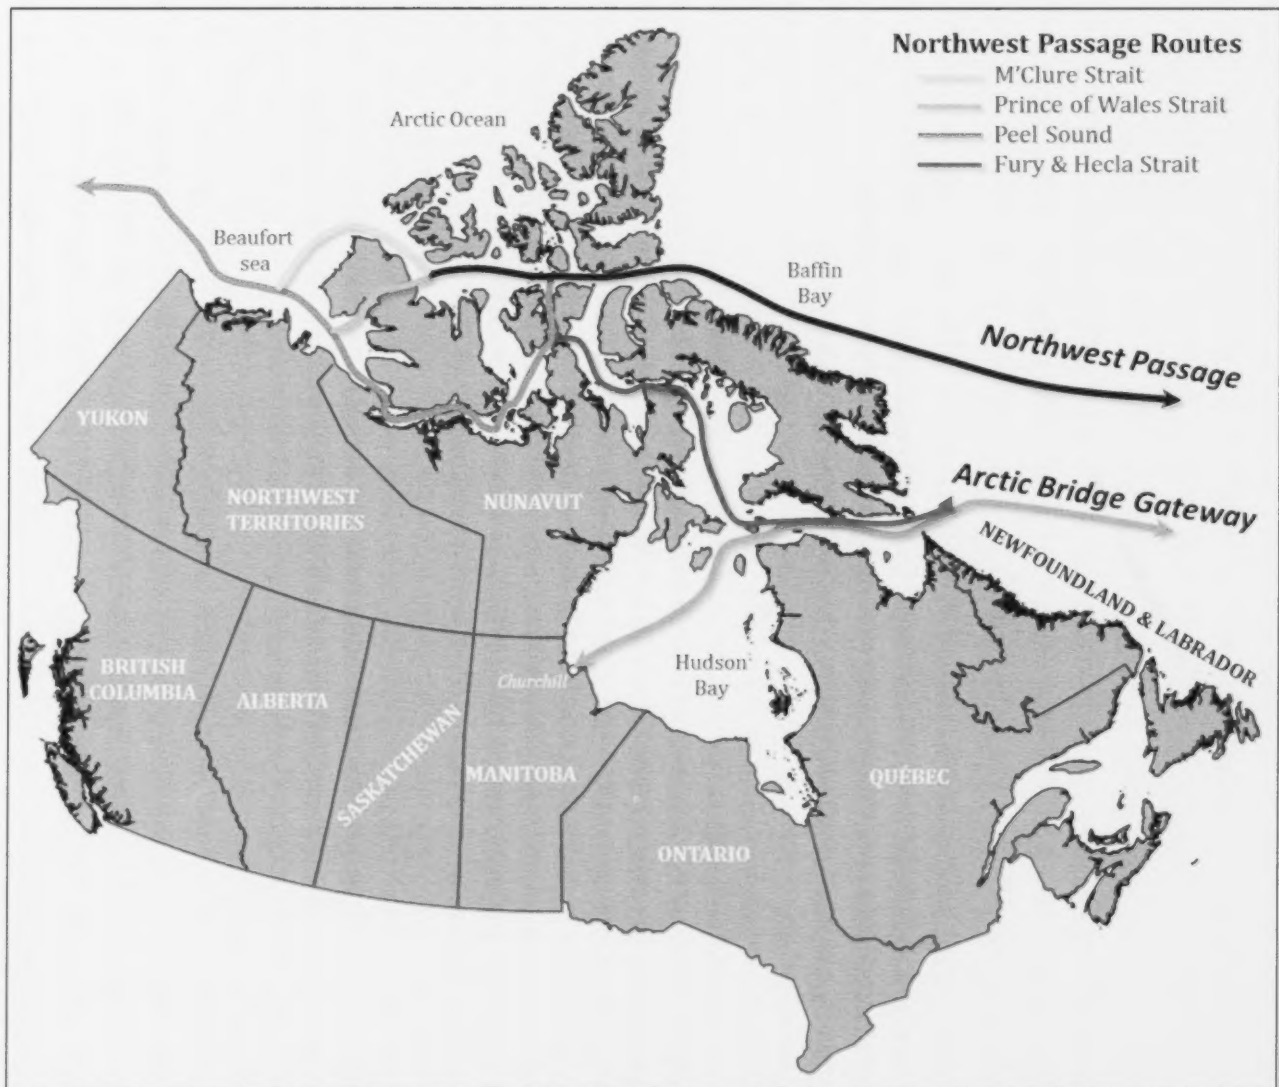 Northwest Passage Routes
M'Clure Strait
Prince of Wales Strait
Peel Sound
Fury & Hecla Strait
Arctic Ocean
Beaufort
sea
Baffin
Bay
Northwest Passage
Arctic Bridge Gateway
NEWFOUNDLAND & LABRADOR
YUKON
NORTHWEST
TERRITORIES
NUNAVUT
BRITISH
COLUMBIA
ALBERTA
SASKATCHEWAN
Churchill
MANITOBA
Hudson
Bay
ONTARIO
QUÉBEC